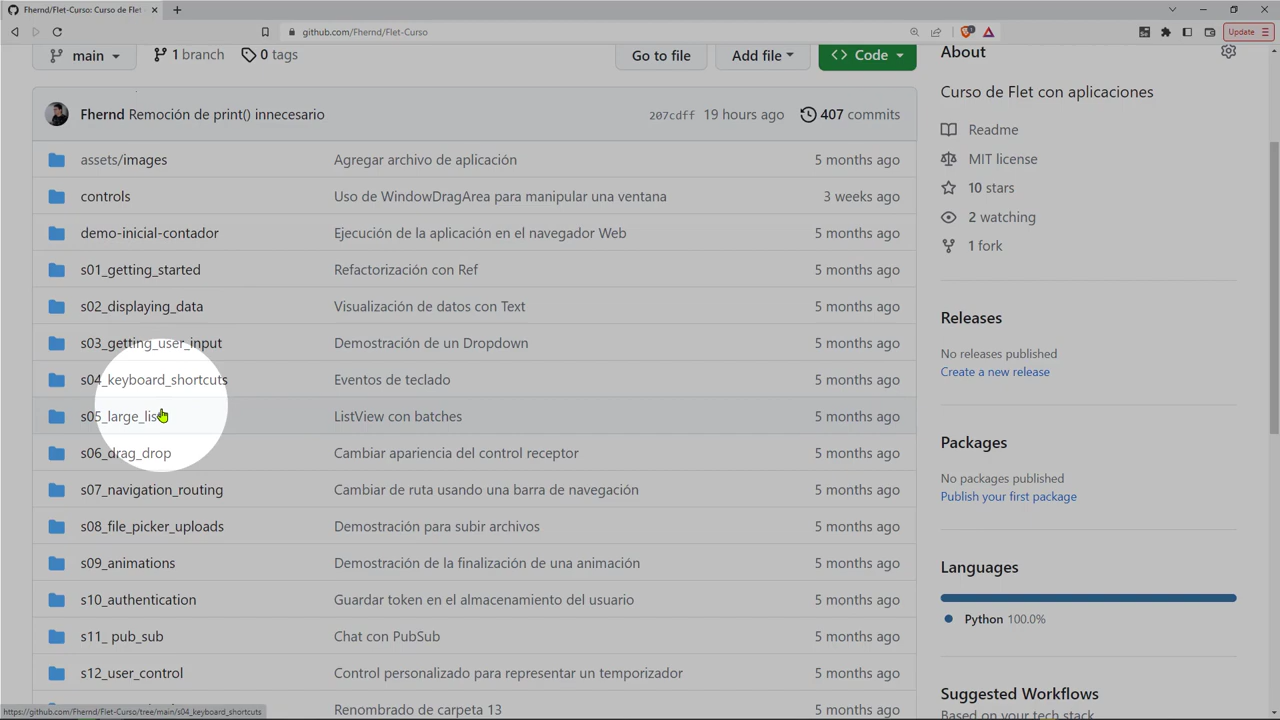 Fhernd/Flet-Curso: Curso de Flet
github.com/Fhernd/Flet-Curso
Update
main
1 branch
0 tags
Go to file
Add file
Code
Fhernd Remoción de print() innecesario
207cdff 19 hours ago
407 commits
assets/images Agregar archivo de aplicación 5 months ago
controls Uso de WindowDragArea para manipular una ventana 3 weeks ago
demo-inicial-contador Ejecución de la aplicación en el navegador Web 5 months ago
s01_getting_started Refactorización con Ref 5 months ago
s02_displaying_data Visualización de datos con Text 5 months ago
s03_getting_user_input Demostración de un Dropdown 5 months ago
s04_keyboard_shortcuts Eventos de teclado 5 months ago
s05_large_list ListView con batches 5 months ago
s06_drag_drop Cambiar apariencia del control receptor 5 months ago
s07_navigation_routing Cambiar de ruta usando una barra de navegación 5 months ago
s08_file_picker_uploads Demostración para subir archivos 5 months ago
s09_animations Demostración de la finalización de una animación 5 months ago
s10_authentication Guardar token en el almacenamiento del usuario 5 months ago
s11_ pub_sub Chat con PubSub 5 months ago
s12_user_control Control personalizado para representar un temporizador 5 months ago
Renombrado de carpeta 13 5 months ago
https://github.com/Fhernd/Flet-Curso/tree/main/s04_keyboard_shortcuts
About
Curso de Flet con aplicaciones
Readme
MIT license
10 stars
2 watching
1 fork
Releases
No releases published
Create a new release
Packages
No packages published
Publish your first package
Languages
Python 100.0%
Suggested Workflows
Based on your tech stack